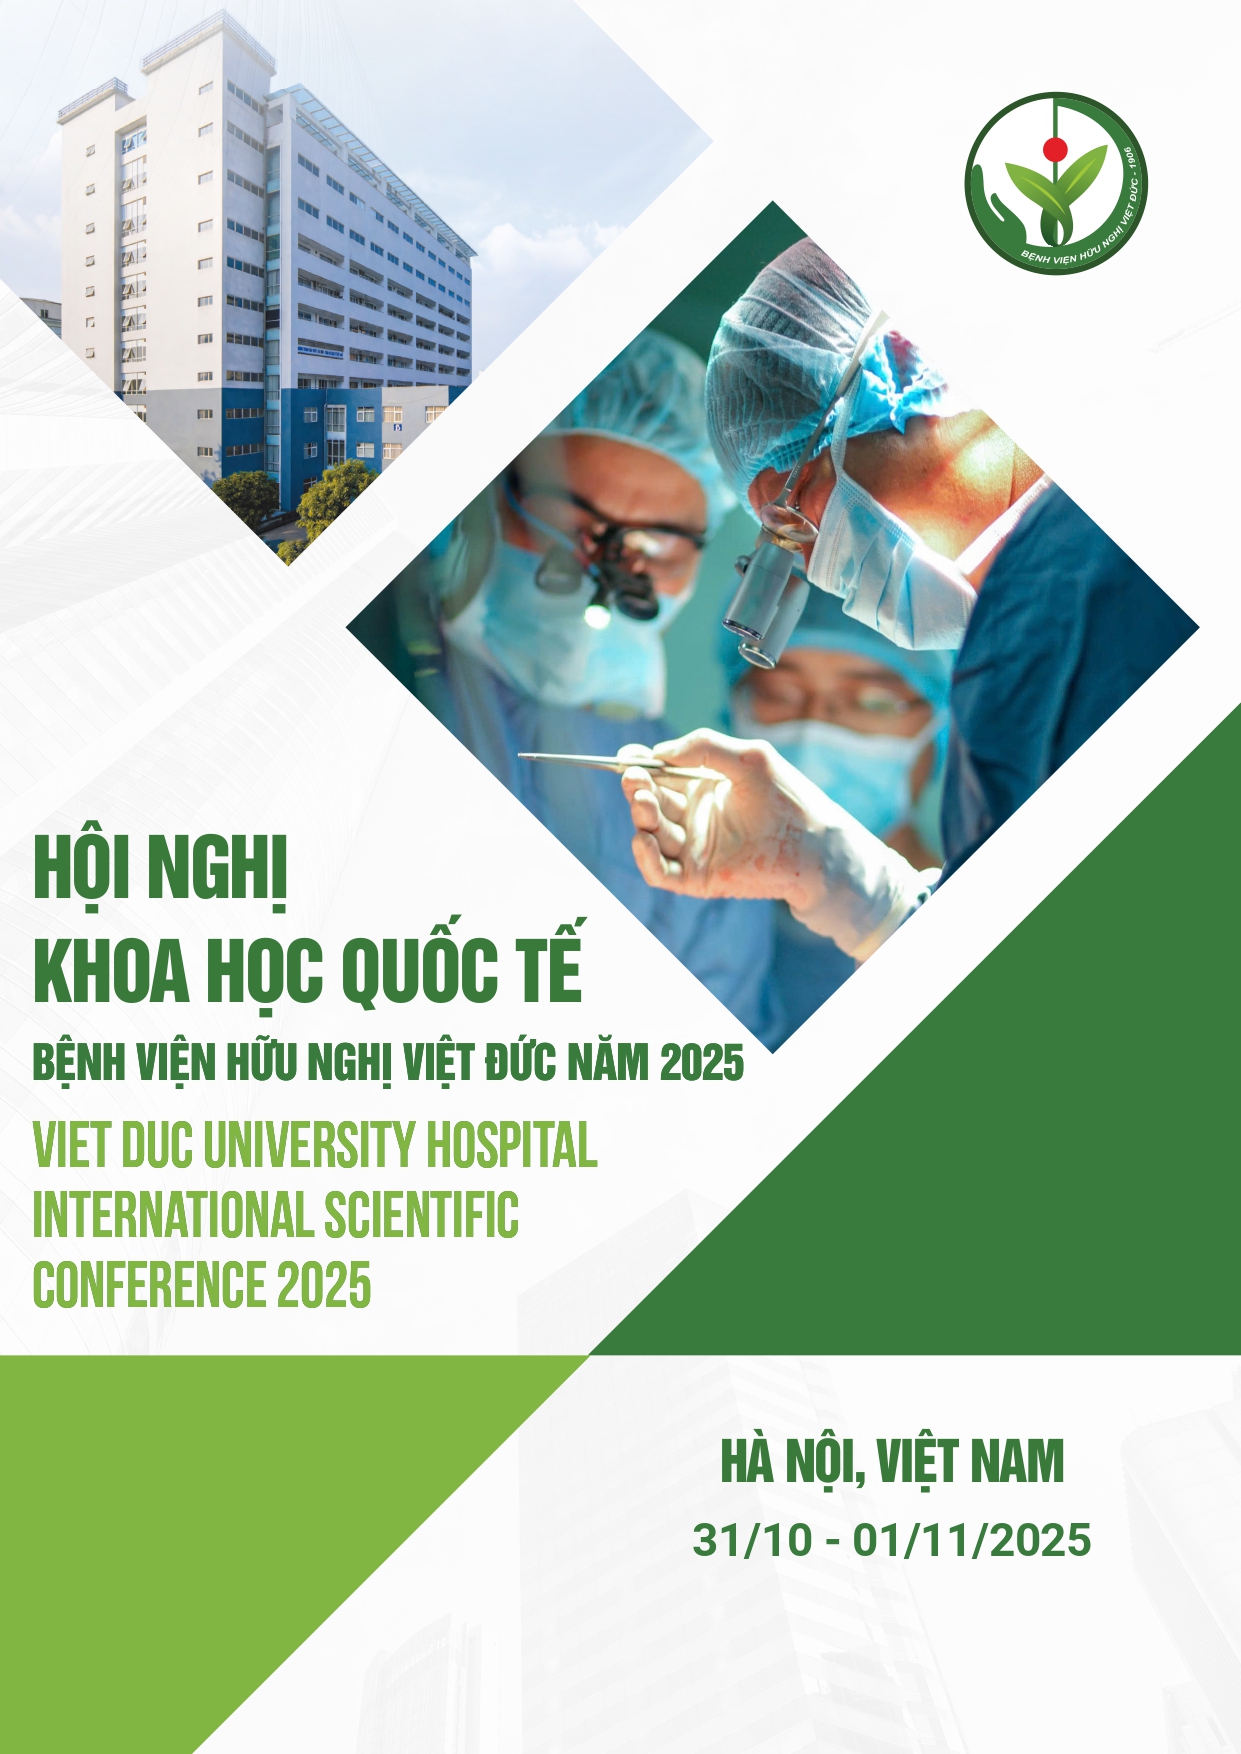 BỆNH VIỆN HỮU NGHỊ VIỆT ĐỨC - 1906
HỘI NGHỊ
KHOA HỌC QUỐC TẾ
BỆNH VIỆN HỮU NGHỊ VIỆT ĐỨC NĂM 2025
VIET DUC UNIVERSITY HOSPITAL
INTERNATIONAL SCIENTIFIC
CONFERENCE 2025
HÀ NỘI, VIỆT NAM
31/10 - 01/11/2025